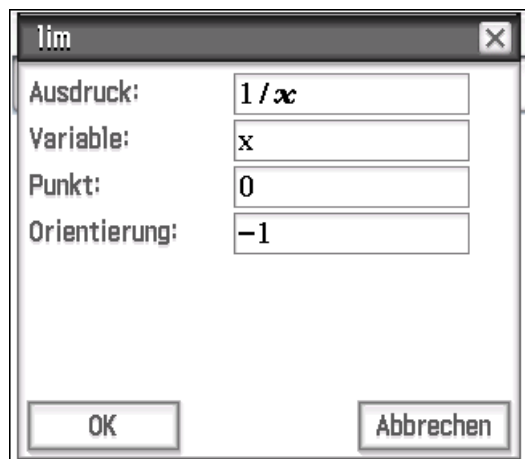 lim
Ausdruck: 1/x
Variable: x
Punkt: 0
Orientierung: −1
OK Abbrechen